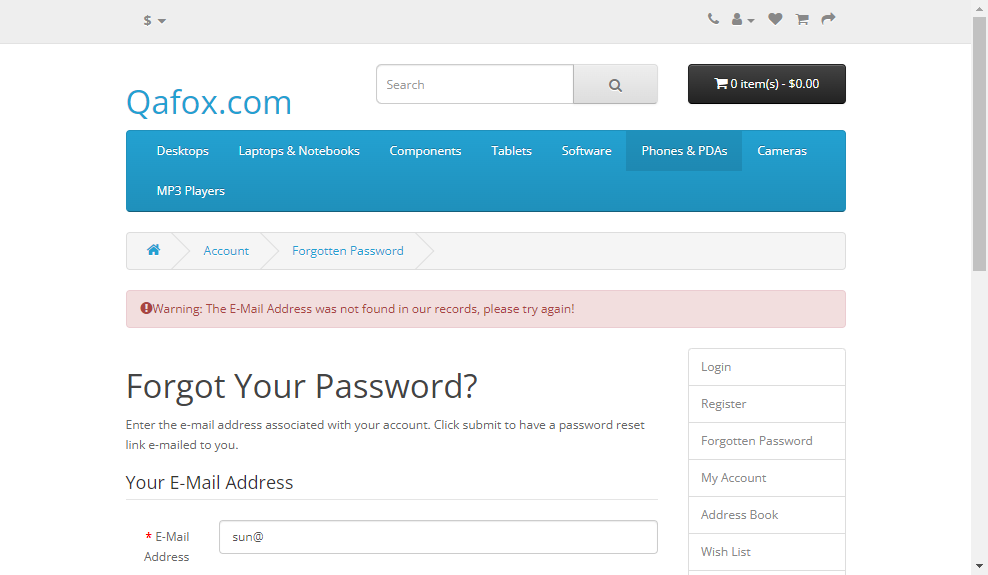 $
Search
0 item(s) - $0.00
Qafox.com
Desktops
Laptops & Notebooks
Components
Tablets
Software
Phones & PDAs
Cameras
MP3 Players
Account
Forgotten Password
Warning: The E-Mail Address was not found in our records, please try again!
Forgot Your Password?
Enter the e-mail address associated with your account. Click submit to have a password reset
link e-mailed to you.
Your E-Mail Address
* E-Mail
Address
sun@
Login
Register
Forgotten Password
My Account
Address Book
Wish List